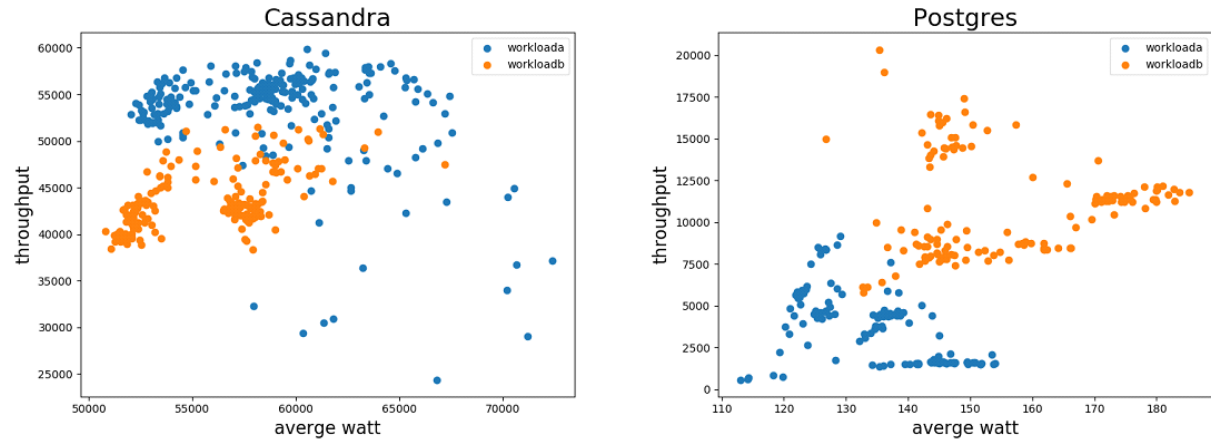 Cassandra
workloada
workloadb
60000
55000
50000
45000
40000
35000
30000
25000
throughput
50000 55000 60000 65000 70000
averge watt
Postgres
workloada
workloadb
20000
17500
15000
12500
10000
7500
5000
2500
0
throughput
110 120 130 140 150 160 170 180
averge watt